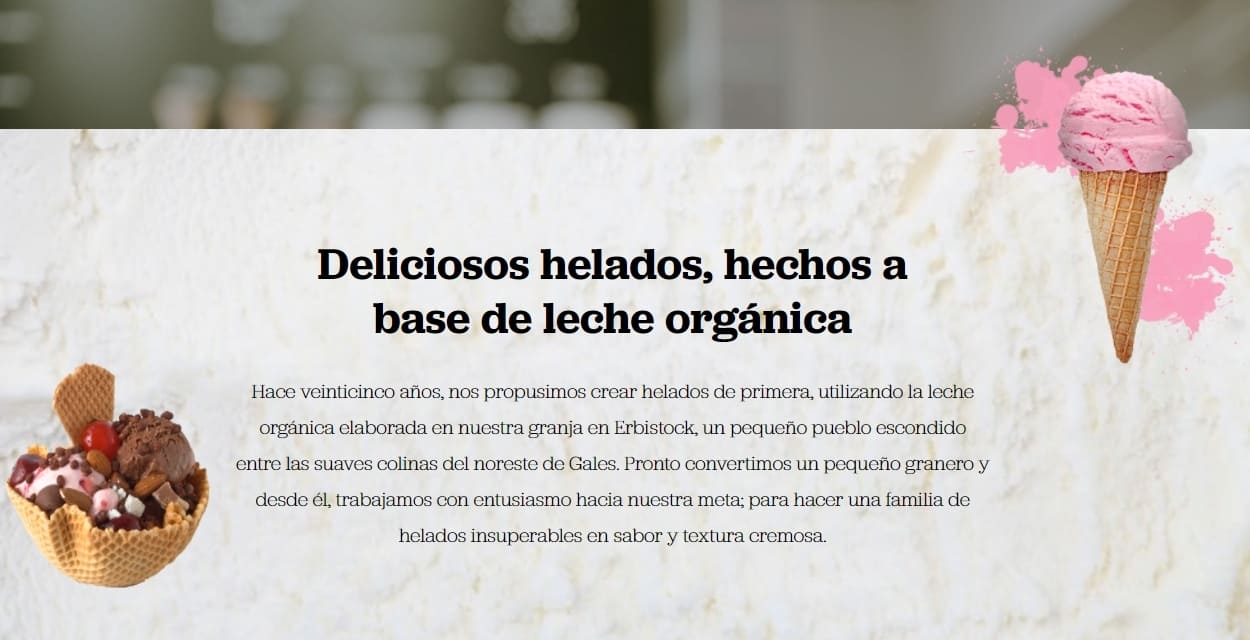 Deliciosos helados, hechos a
base de leche orgánica
Hace veinticinco años, nos propusimos crear helados de primera, utilizando la leche
orgánica elaborada en nuestra granja en Erbistock, un pequeño pueblo escondido
entre las suaves colinas del noreste de Gales. Pronto convertimos un pequeño granero y
desde él, trabajamos con entusiasmo hacia nuestra meta; para hacer una familia de
helados insuperables en sabor y textura cremosa.